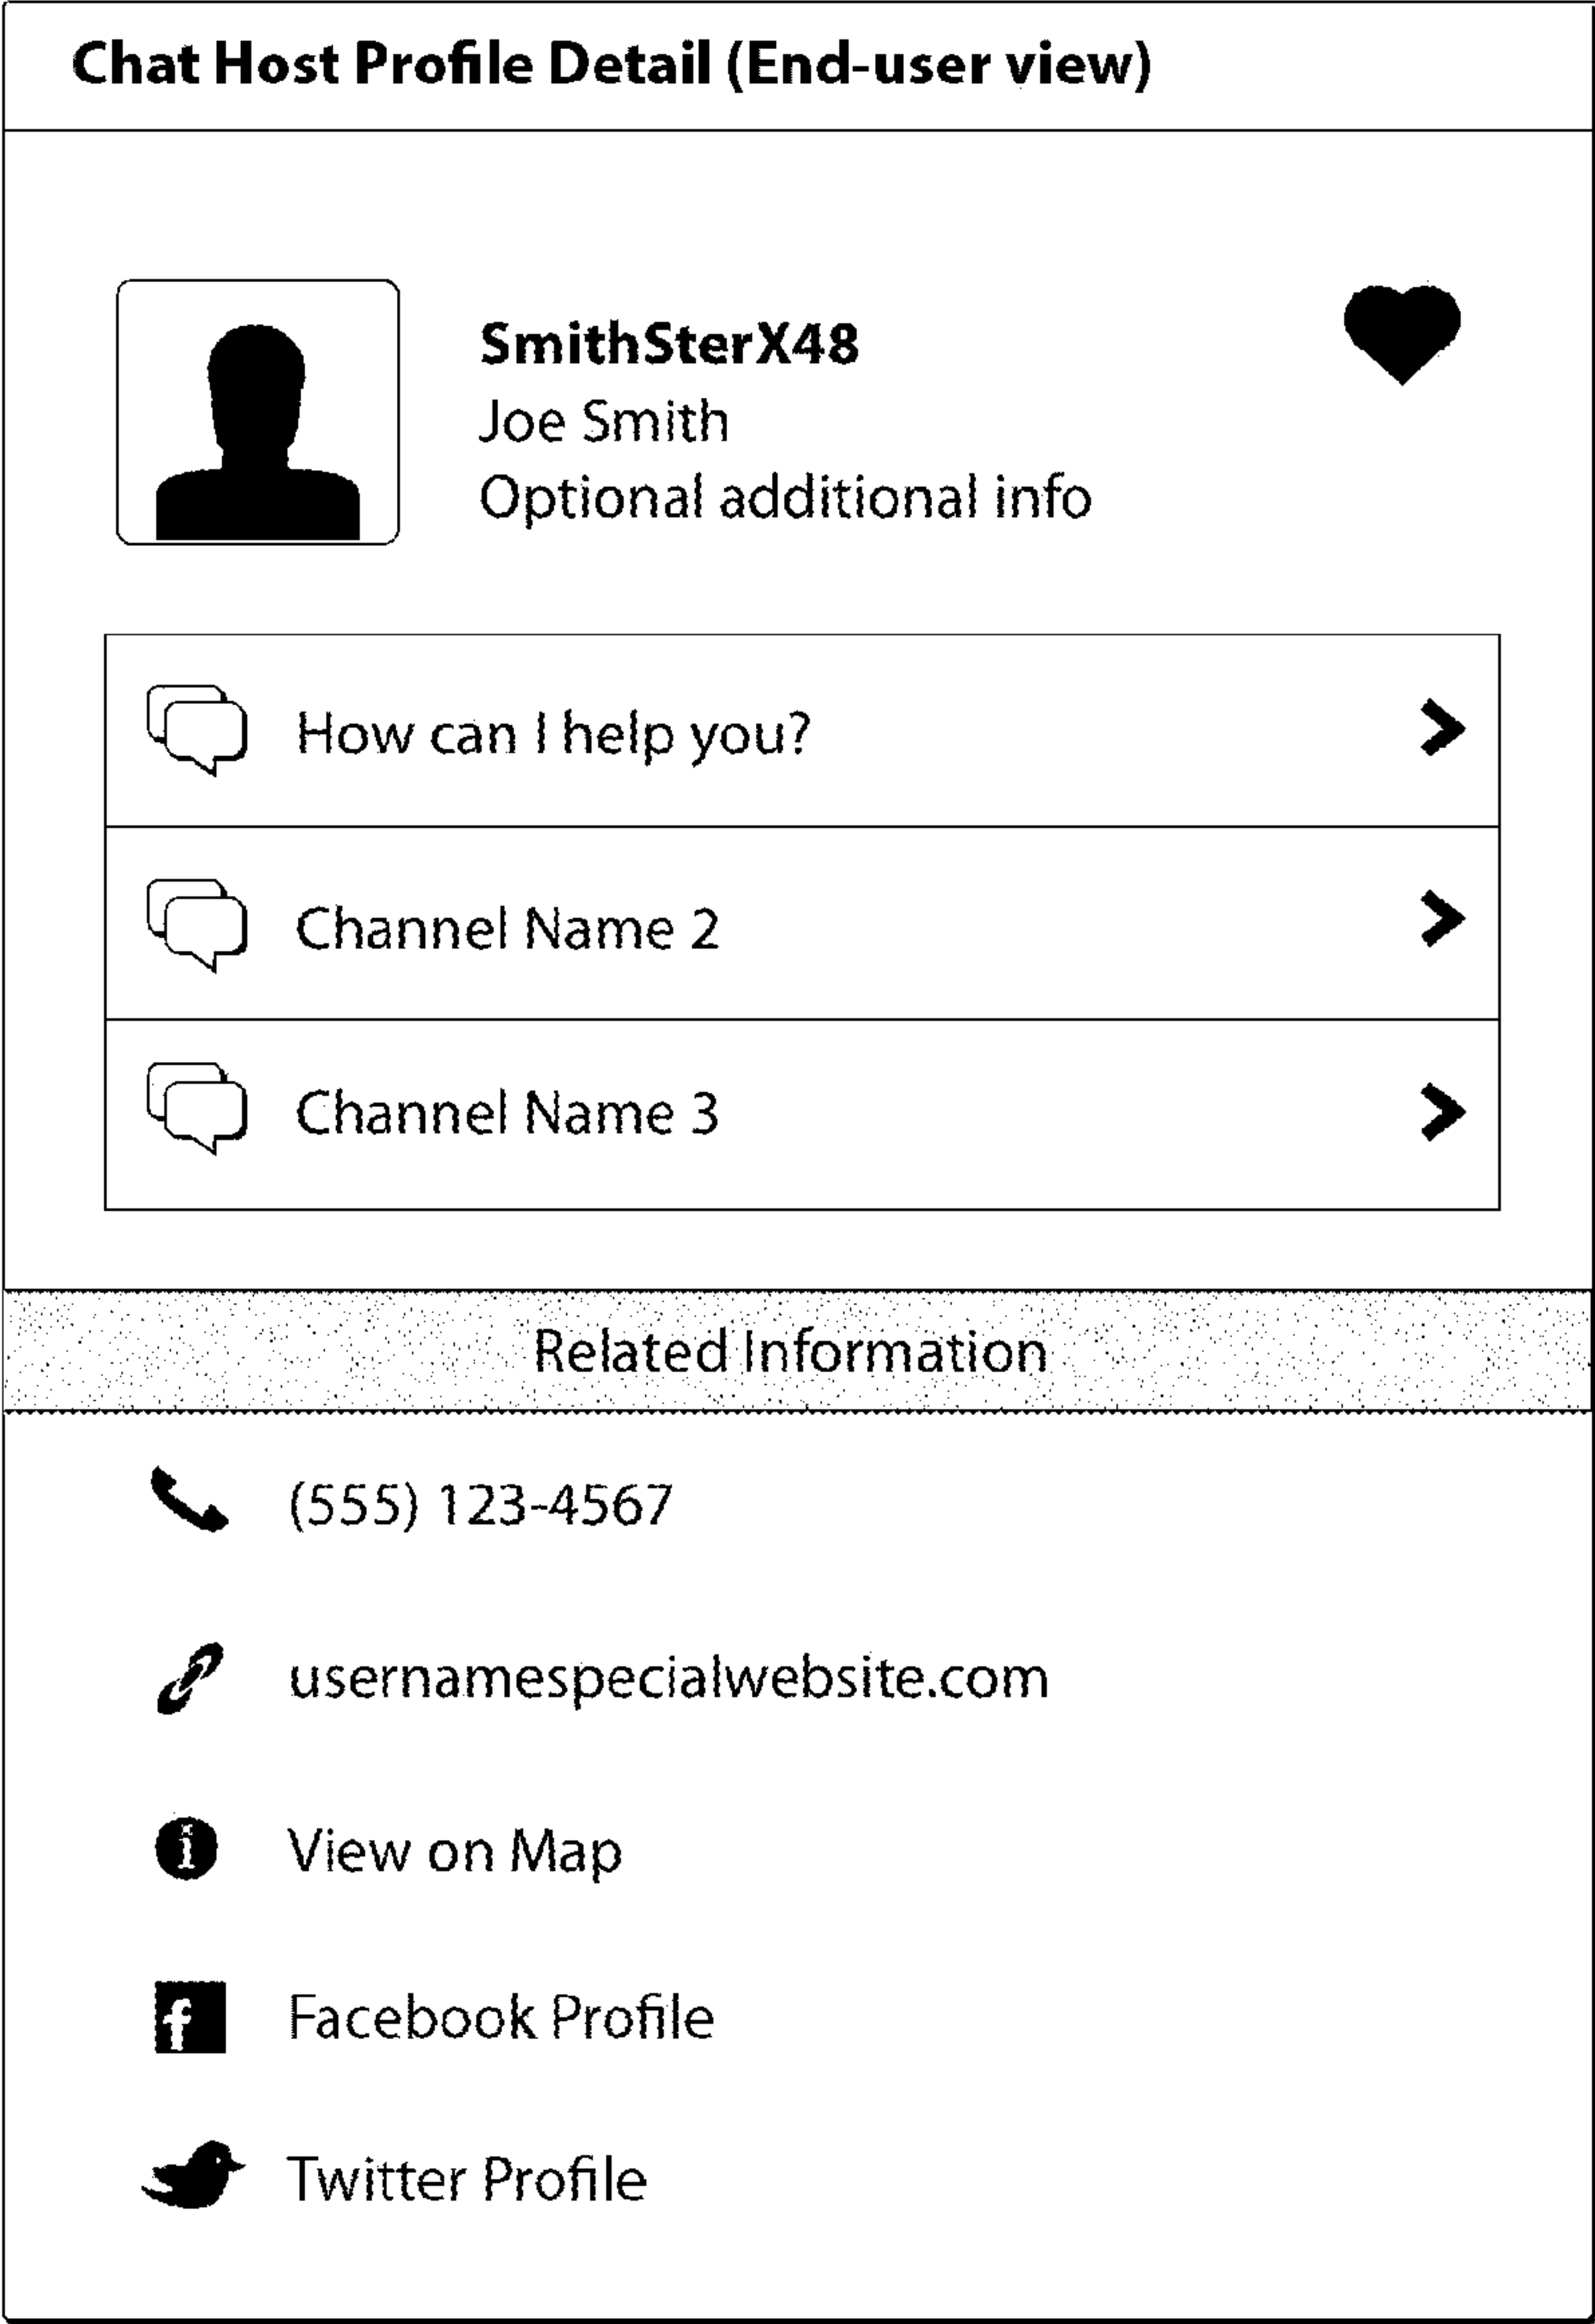 Chat Host Profile Detail (End-user view)
SmithSterX48
Joe Smith
Optional additional info
How can I help you?
Channel Name 2
Channel Name 3
Related Information
(555) 123-4567
usernamespecialwebsite.com
View on Map
Facebook Profile
Twitter Profile